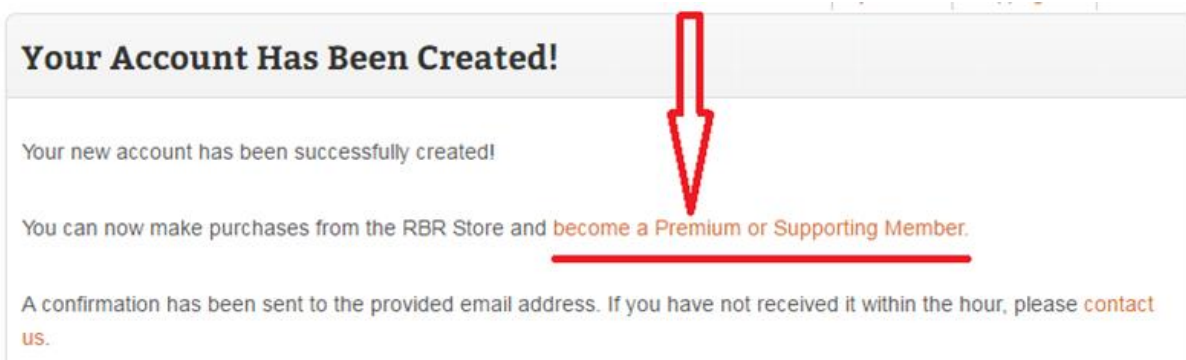 Your Account Has Been Created!
Your new account has been successfully created!
You can now make purchases from the RBR Store and become a Premium or Supporting Member.
A confirmation has been sent to the provided email address. If you have not received it within the hour, please contact
us.